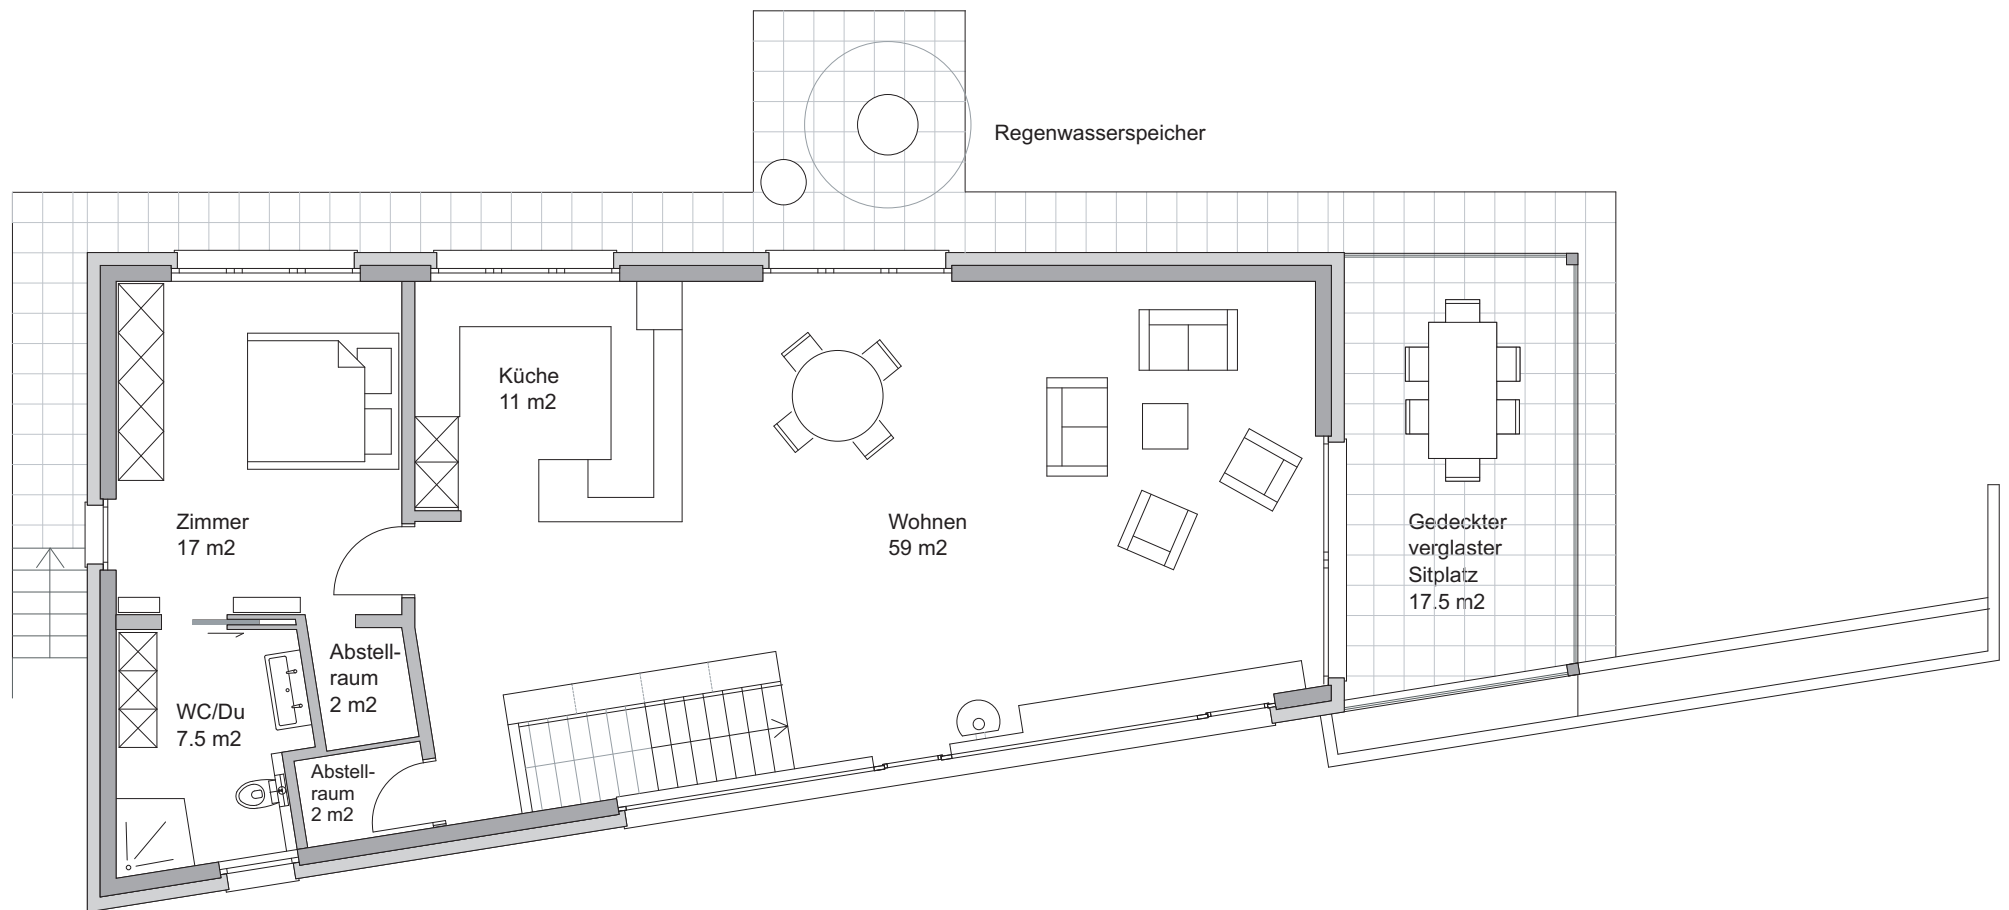 Regenwasserspeicher
Küche
11 m2
Zimmer
17 m2
Wohnen
59 m2
Gedeckter
verglaster
Sitplatz
17.5 m2
Abstell-
raum
2 m2
WC/Du
7.5 m2
Abstell-
raum
2 m2